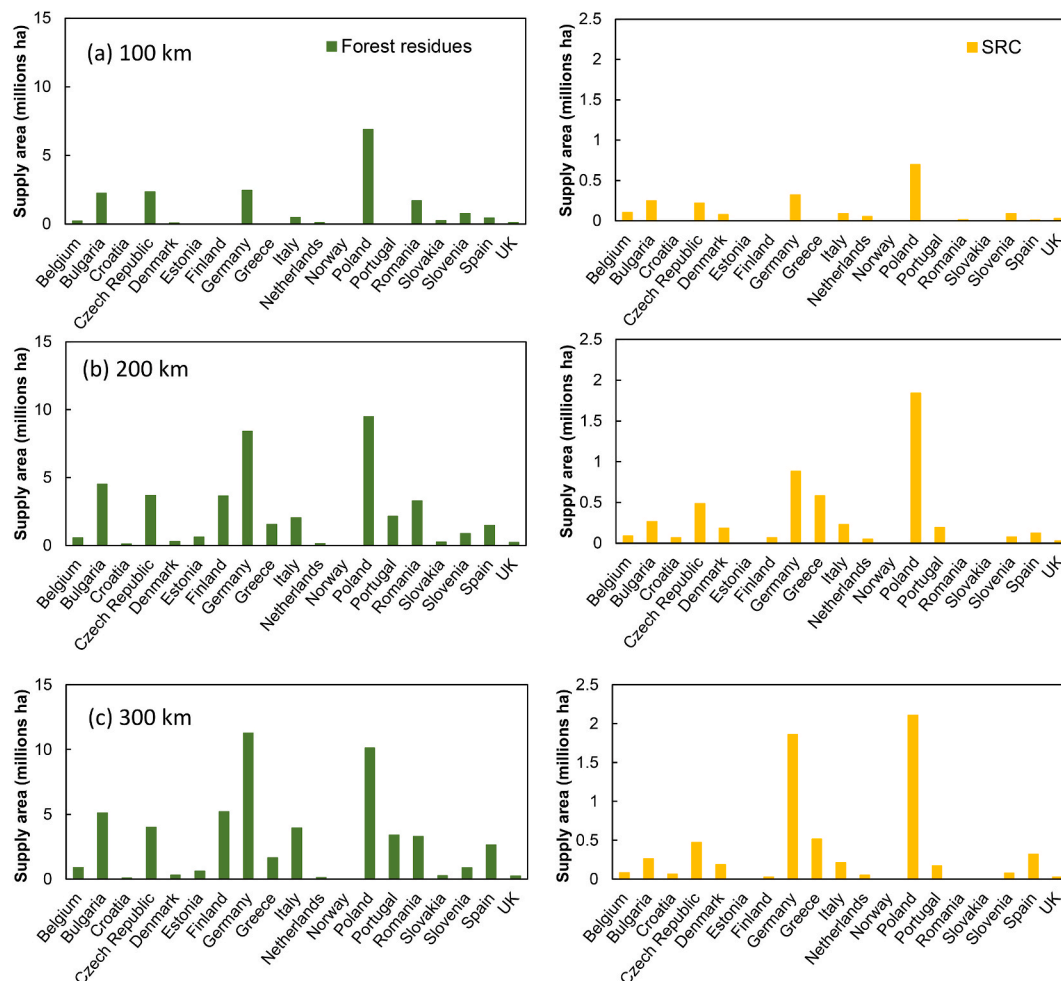 15
10
5
0
Supply area (millions ha)
(a) 100 km
Forest residues
Belgium
Bulgaria
Croatia
Czech Republic
Denmark
Estonia
Finland
Germany
Greece
Italy
Netherlands
Norway
Poland
Portugal
Romania
Slovakia
Slovenia
Spain
UK
2.5
2
1.5
1
0.5
0
Supply area (millions ha)
SRC
Belgium
Bulgaria
Croatia
Czech Republic
Denmark
Estonia
Finland
Germany
Greece
Italy
Netherlands
Norway
Poland
Portugal
Romania
Slovakia
Slovenia
Spain
UK
15
10
5
0
Supply area (millions ha)
(b) 200 km
Belgium
Bulgaria
Croatia
Czech Republic
Denmark
Estonia
Finland
Germany
Greece
Italy
Netherlands
Norway
Poland
Portugal
Romania
Slovakia
Slovenia
Spain
UK
2.5
2
1.5
1
0.5
0
Supply area (millions ha)
Belgium
Bulgaria
Croatia
Czech Republic
Denmark
Estonia
Finland
Germany
Greece
Italy
Netherlands
Norway
Poland
Portugal
Romania
Slovakia
Slovenia
Spain
UK
15
10
5
0
Supply area (millions ha)
(c) 300 km
Belgium
Bulgaria
Croatia
Czech Republic
Denmark
Estonia
Finland
Germany
Greece
Italy
Netherlands
Norway
Poland
Portugal
Romania
Slovakia
Slovenia
Spain
UK
2.5
2
1.5
1
0.5
0
Supply area (millions ha)
Belgium
Bulgaria
Croatia
Czech Republic
Denmark
Estonia
Finland
Germany
Greece
Italy
Netherlands
Norway
Poland
Portugal
Romania
Slovakia
Slovenia
Spain
UK